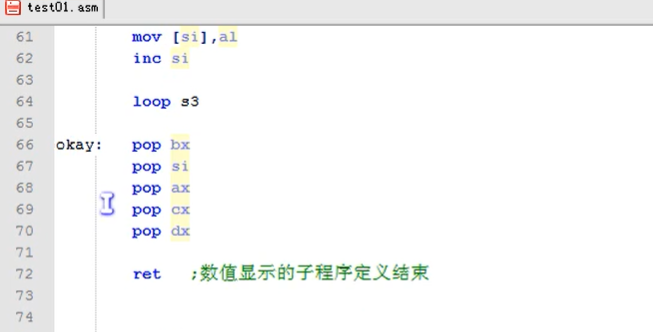 test01.asm
61 mov [si],al
62 inc si
63
64 loop s3
65
66 okay: pop bx
67 pop si
68 pop ax
69 pop cx
70 pop dx
71
72 ret ;数值显示的子程序定义结束
73
74